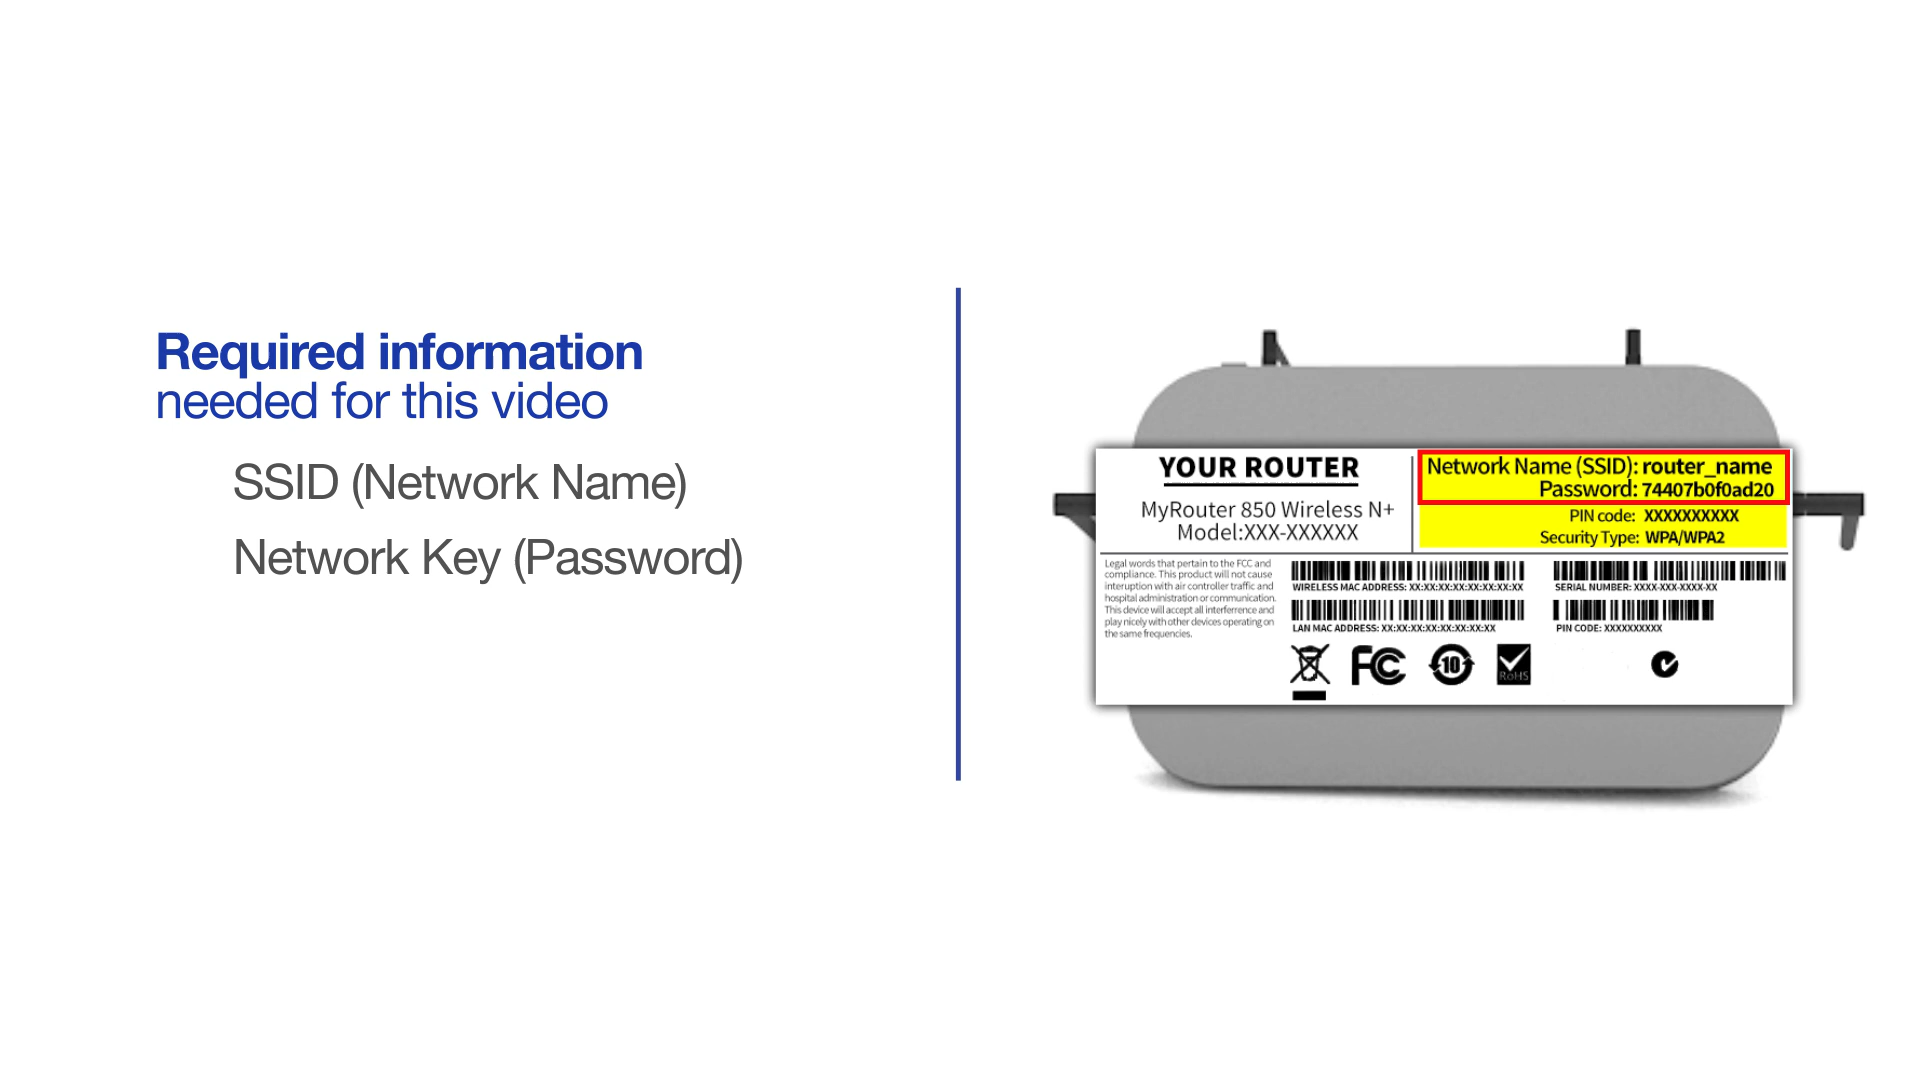 Required information
needed for this video
SSID (Network Name)
Network Key (Password)
YOUR ROUTER
MyRouter 850 Wireless N+
Model:XXX-XXXXXX
Network Name (SSID): router_name
Password: 74407b0f0ad20
PIN code: XXXXXXXXXX
Security Type: WPA/WPA2
Legal words that pertain to the FCC and
compliance. This product will not cause
interuption with air controller traffic and
hospital administration or communication.
This device will accept all interferrence and
play nicely with other devices operating on
the same frequencies.
WIRELESS MAC ADDRESS: XX:XX:XX:XX:XX:XX:XX:XX
SERIAL NUMBER: XXXX-XXX-XXXX-XX
LAN MAC ADDRESS: XX:XX:XX:XX:XX:XX:XX:XX
PIN CODE: XXXXXXXXXX
FC
10
RoHS